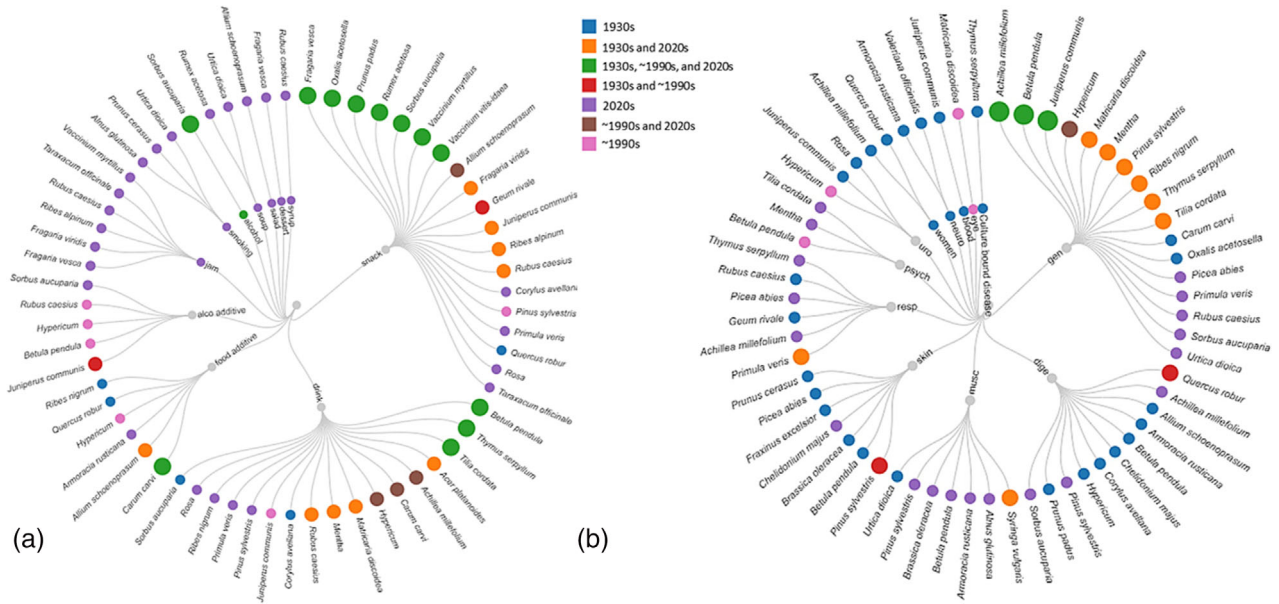 1930s
1930s and 2020s
1930s, ~1990s, and 2020s
1930s and ~1990s
2020s
~1990s and 2020s
~1990s
(a)
Fragaria vesca
Oxalis acetosella
Prunus padus
Rumex acetosa
Sorbus aucuparia
Vaccinium myrtillus
Vaccinium vitis-idaea
Allium schoenoprasum
Fragaria viridis
Geum rivale
Juniperus communis
Ribes alpinum
Rubus caesius
Corylus avellana
Pinus sylvestris
Primula veris
Quercus robur
Rosa
Taraxacum officinale
snack
Betula pendula
Thymus serpyllum
Tilia cordata
Acer platanoides
Achillea millefolium
Carum carvi
Hypericum
Matricaria discoidea
Mentha
Rubus caesius
Corylus avellana
Juniperus communis
Pinus sylvestris
Primula veris
Ribes nigrum
Rosa
Sorbus aucuparia
drink
Carum carvi
Allium schoenoprasum
Armoracia rusticana
Hypericum
Quercus robur
Ribes nigrum
food additive
Juniperus communis
Betula pendula
Hypericum
Rubus caesius
Sorbus aucuparia
alco additive
Fragaria vesca
Fragaria viridis
Ribes alpinum
Rubus caesius
Taraxacum officinale
Vaccinium myrtillus
jam
Alnus glutinosa
Prunus cerasus
Urtica dioica
smoking
Sorbus aucuparia
alcohol
Rumex acetosa
Urtica dioica
soup
Allium schoenoprasum
salad
Fragaria vesca
dessert
Rubus caesius
syrup
(b)
Achillea millefolium
Betula pendula
Juniperus communis
Hypericum
Matricaria discoidea
Mentha
Pinus sylvestris
Ribes nigrum
Thymus serpyllum
Tilia cordata
Carum carvi
Oxalis acetosella
Picea abies
Primula veris
Rubus caesius
Sorbus aucuparia
Urtica dioica
gen
Quercus robur
Achillea millefolium
Allium schoenoprasum
Armoracia rusticana
Betula pendula
Chelidonium majus
Corylus avellana
Hypericum
Pinus sylvestris
Prunus padus
Sorbus aucuparia
dige
Syringa vulgaris
Alnus glutinosa
Armoracia rusticana
Betula pendula
Brassica oleracea
Pinus sylvestris
Urtica dioica
musc
Pinus sylvestris
Betula pendula
Brassica oleracea
Chelidonium majus
Fraxinus excelsior
Picea abies
Prunus cerasus
skin
Primula veris
Achillea millefolium
Geum rivale
Picea abies
Rubus caesius
Thymus serpyllum
resp
Betula pendula
Mentha
Tilia cordata
psych
Hypericum
Juniperus communis
uro
Rosa
Achillea millefolium
Quercus robur
women
Armoracia rusticana
Valeriana officinalis
neuro
Juniperus communis
blood
Matricaria discoidea
eye
Thymus serpyllum
Culture bound disease